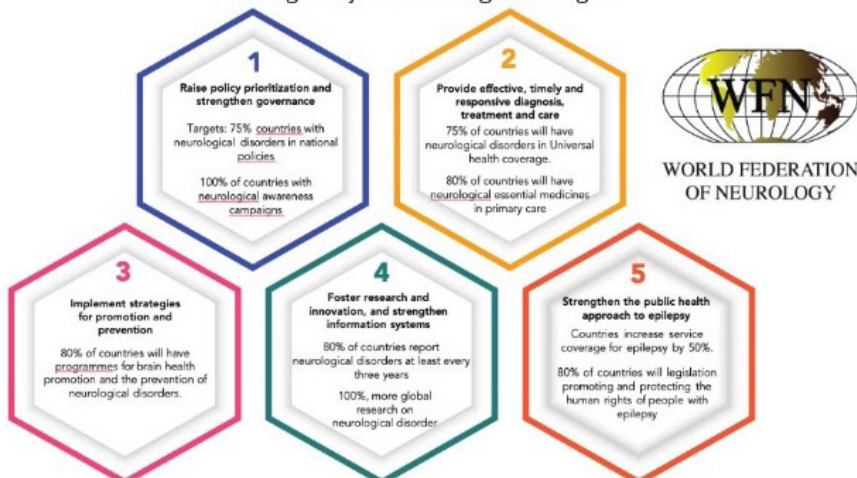 1
Raise policy prioritization and
strengthen governance
Targets: 75% countries with
neurological disorders in national
policies
100% of countries with
neurological awareness
campaigns
2
Provide effective, timely and
responsive diagnosis,
treatment and care
75% of countries will have
neurological disorders in Universal
health coverage.
80% of countries will have
neurological essential medicines
in primary care
WFN
WORLD FEDERATION
OF NEUROLOGY
3
Implement strategies
for promotion and
prevention
80% of countries will have
programmes for brain health
promotion and the prevention of
neurological disorders.
4
Foster research and
innovation, and strengthen
information systems
80% of countries report
neurological disorders at least every
three years
100%, more global
research on
neurological disorder
5
Strengthen the public health
approach to epilepsy
Countries increase service
coverage for epilepsy by 50%.
80% of countries will legislation
promoting and protecting the
human rights of people with
epilepsy